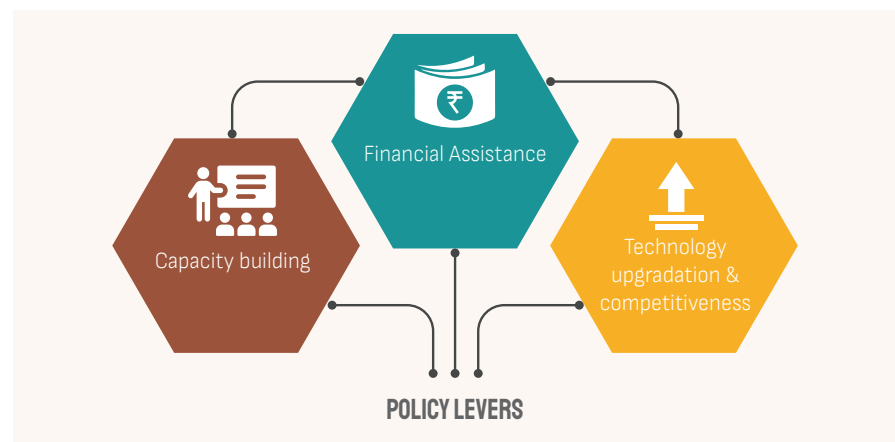 ₹
Financial Assistance
Capacity building
Technology
upgradation &
competitiveness
POLICY LEVERS